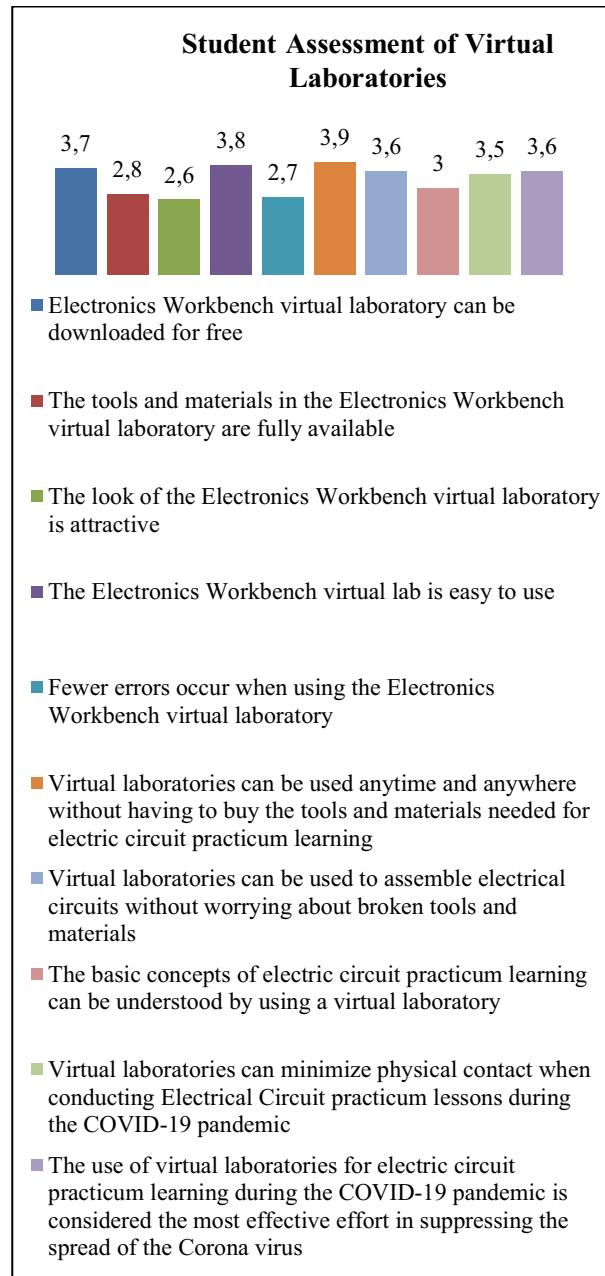 Student Assessment of Virtual
Laboratories
3,7
2,8
2,6
3,8
2,7
3,9
3,6
3
3,5
3,6
Electronics Workbench virtual laboratory can be
downloaded for free
The tools and materials in the Electronics Workbench
virtual laboratory are fully available
The look of the Electronics Workbench virtual laboratory
is attractive
The Electronics Workbench virtual lab is easy to use
Fewer errors occur when using the Electronics
Workbench virtual laboratory
Virtual laboratories can be used anytime and anywhere
without having to buy the tools and materials needed for
electric circuit practicum learning
Virtual laboratories can be used to assemble electrical
circuits without worrying about broken tools and
materials
The basic concepts of electric circuit practicum learning
can be understood by using a virtual laboratory
Virtual laboratories can minimize physical contact when
conducting Electrical Circuit practicum lessons during
the COVID-19 pandemic
The use of virtual laboratories for electric circuit
practicum learning during the COVID-19 pandemic is
considered the most effective effort in suppressing the
spread of the Corona virus